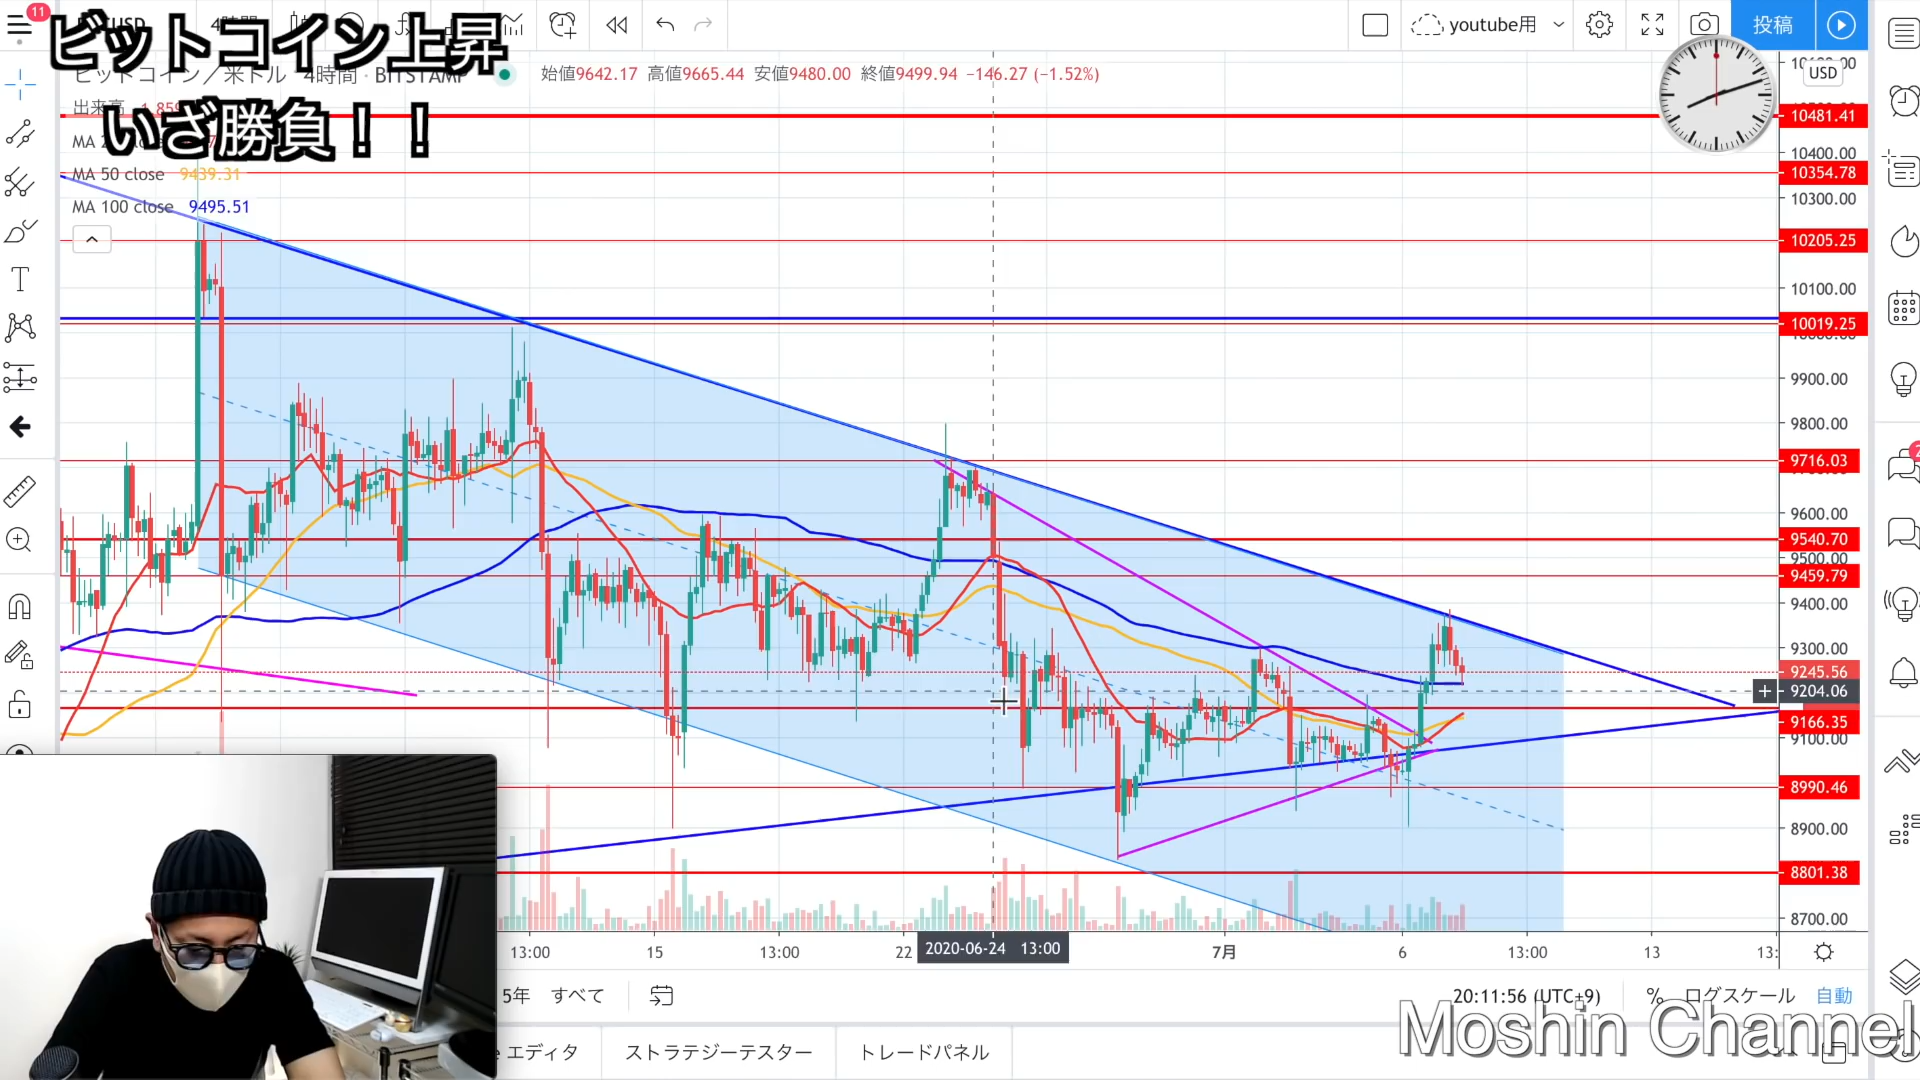 11
ビットコイン上昇
いざ勝負！！
4時間
youtube用
投稿
ビットコイン／米ドル · 4時間 · BITSTAMP
始値9642.17 高値9665.44 安値9480.00 終値9499.94 −146.27 (−1.52%)
USD
出来高
MA 50 close 9439.31
MA 100 close 9495.51
10481.41
10400.00
10354.78
10300.00
10205.25
10100.00
10019.25
9900.00
9800.00
9716.03
9600.00
9540.70
9500.00
9459.79
9400.00
9300.00
9245.56
9204.06
9166.35
9100.00
8990.46
8900.00
8801.38
8700.00
13:00
15
13:00
22
2020-06-24 13:00
7月
6
13:00
13
13:
5年
すべて
20:11:56 (UTC+9)
%
ログスケール
自動
エディタ
ストラテジーテスター
トレードパネル
Moshin Channel